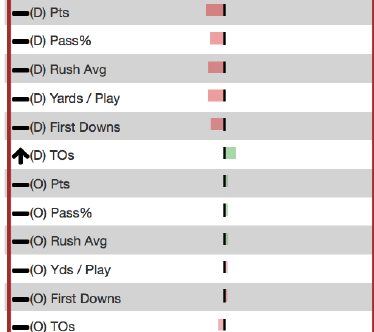 (D) Pts
(D) Pass%
(D) Rush Avg
(D) Yards / Play
(D) First Downs
(D) TOs
(O) Pts
(O) Pass%
(O) Rush Avg
(O) Yds / Play
(O) First Downs
(O) TOs